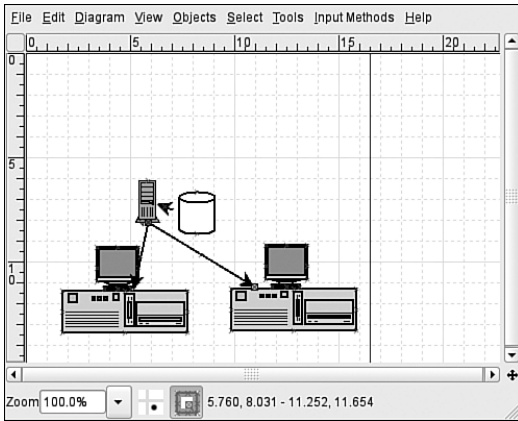 File Edit Diagram View Objects Select Tools Input Methods Help
0 5 10 15 20
0
5
10
Zoom 100.0% 5.760, 8.031 - 11.252, 11.654